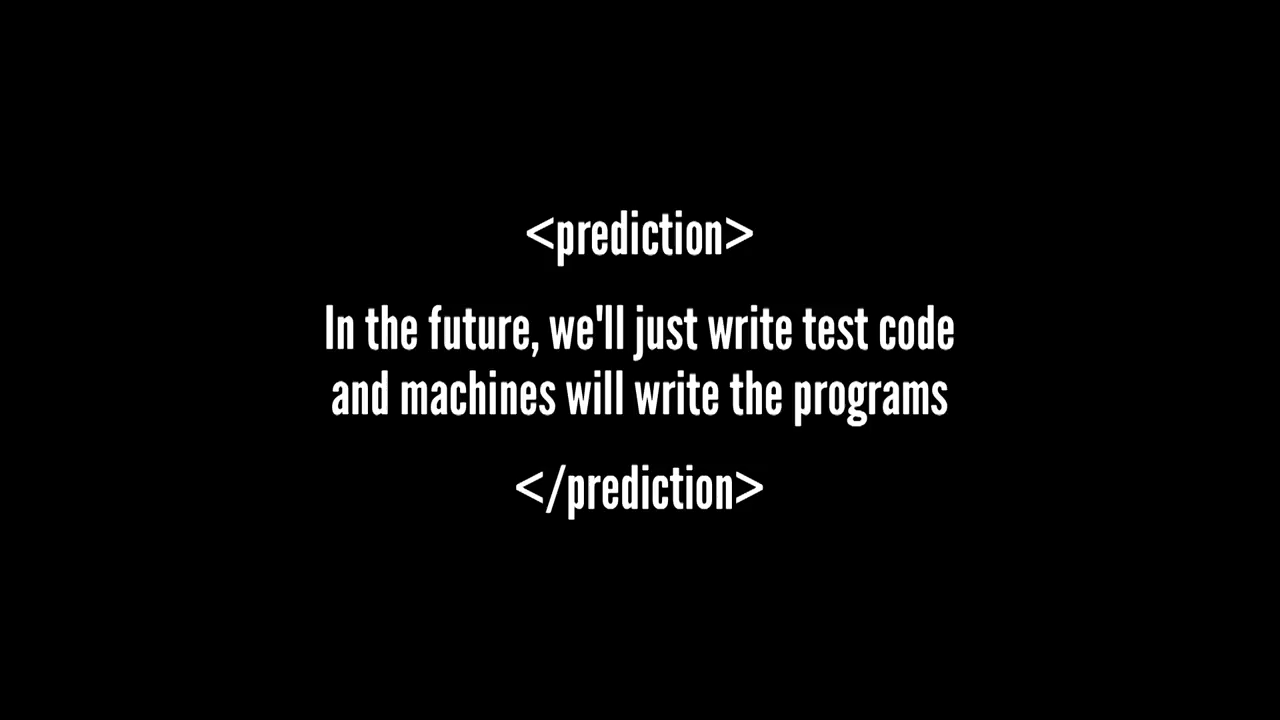 <prediction>
In the future, we'll just write test code
and machines will write the programs
</prediction>